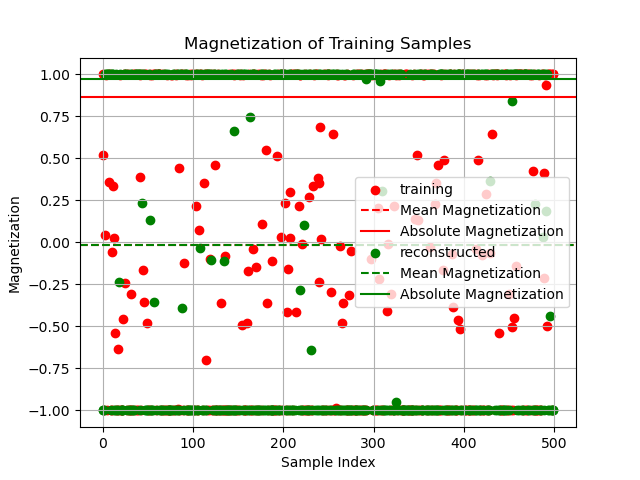 Magnetization of Training Samples
1.00
0.75
0.50
0.25
0.00
−0.25
−0.50
−0.75
−1.00
Magnetization
training
Mean Magnetization
Absolute Magnetization
reconstructed
Mean Magnetization
Absolute Magnetization
0
100
200
300
400
500
Sample Index